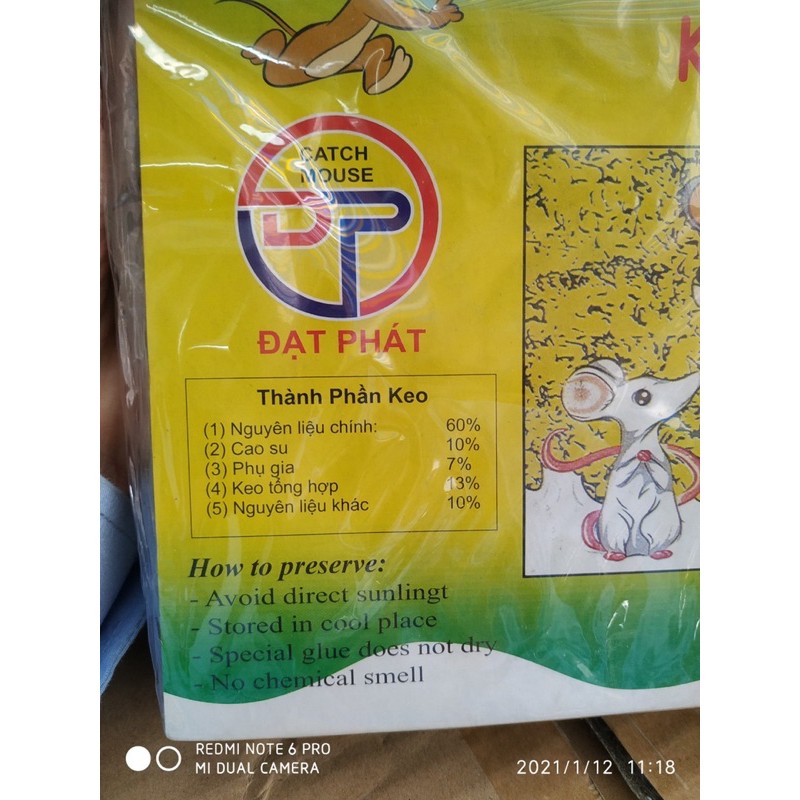 K
CATCH
MOUSE
ĐP
ĐẠT PHÁT
Thành Phần Keo
(1) Nguyên liệu chính: 60%
(2) Cao su 10%
(3) Phụ gia 7%
(4) Keo tổng hợp 13%
(5) Nguyên liệu khác 10%
How to preserve:
- Avoid direct sunlingt
- Stored in cool place
- Special glue does not dry
- No chemical smell
REDMI NOTE 6 PRO
MI DUAL CAMERA
2021/1/12 11:18